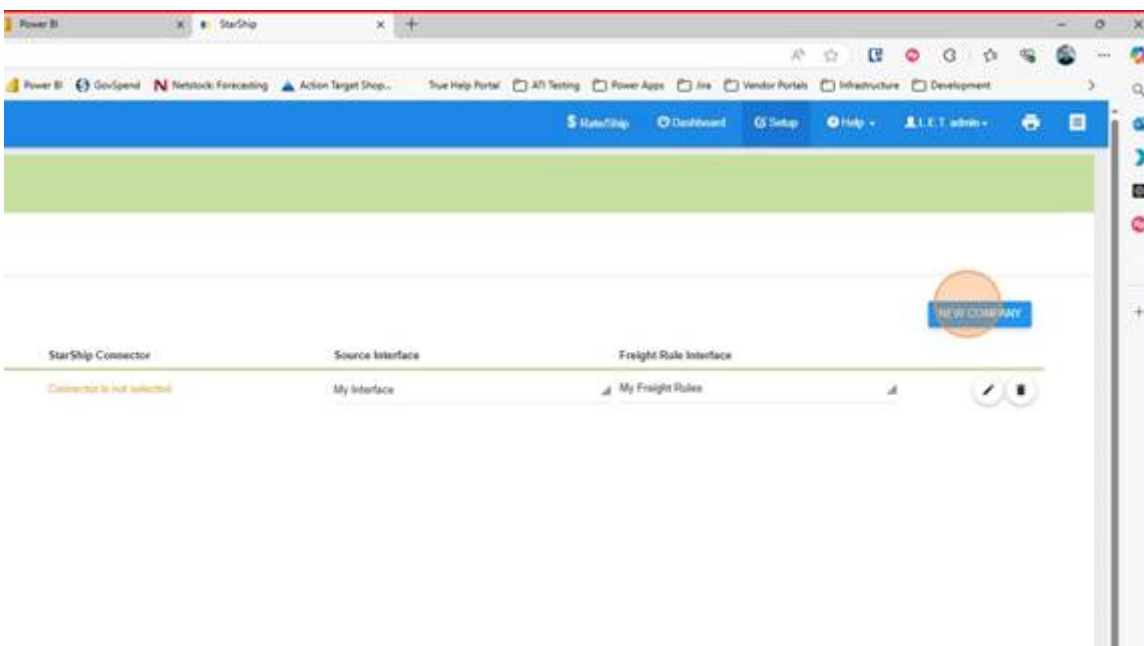 Power BI StarShip
Power BI GovSpend Netstock Forecasting Action Target Shop... True Help Portal ATI Testing Power Apps Jira Vendor Portals Infrastructure Development
$ Rate/Ship Dashboard Setup Help L.E.T. admin
NEW COMPANY
StarShip Connector Source Interface Freight Rule Interface
Connector is not selected My Interface My Freight Rules